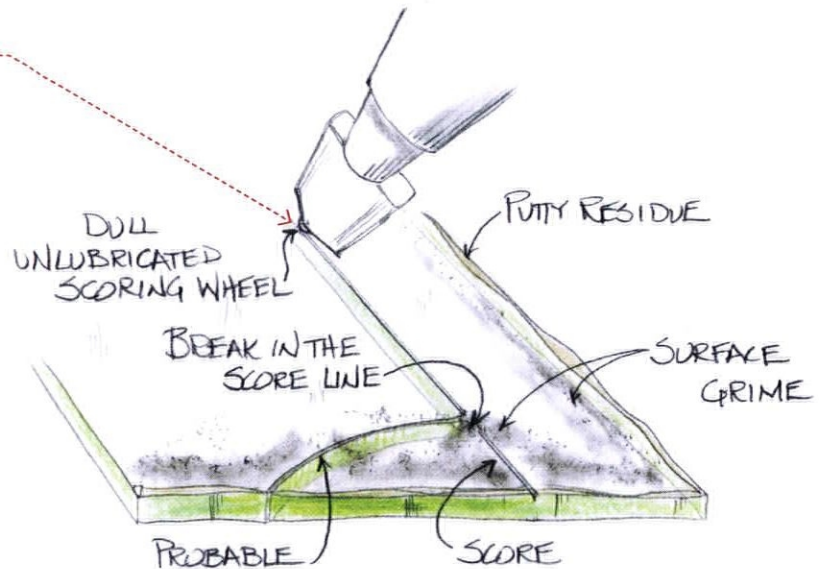 DULL
UNLUBRICATED
SCORING WHEEL
PUTTY RESIDUE
BREAK IN THE
SCORE LINE
SURFACE
GRIME
PROBABLE
SCORE